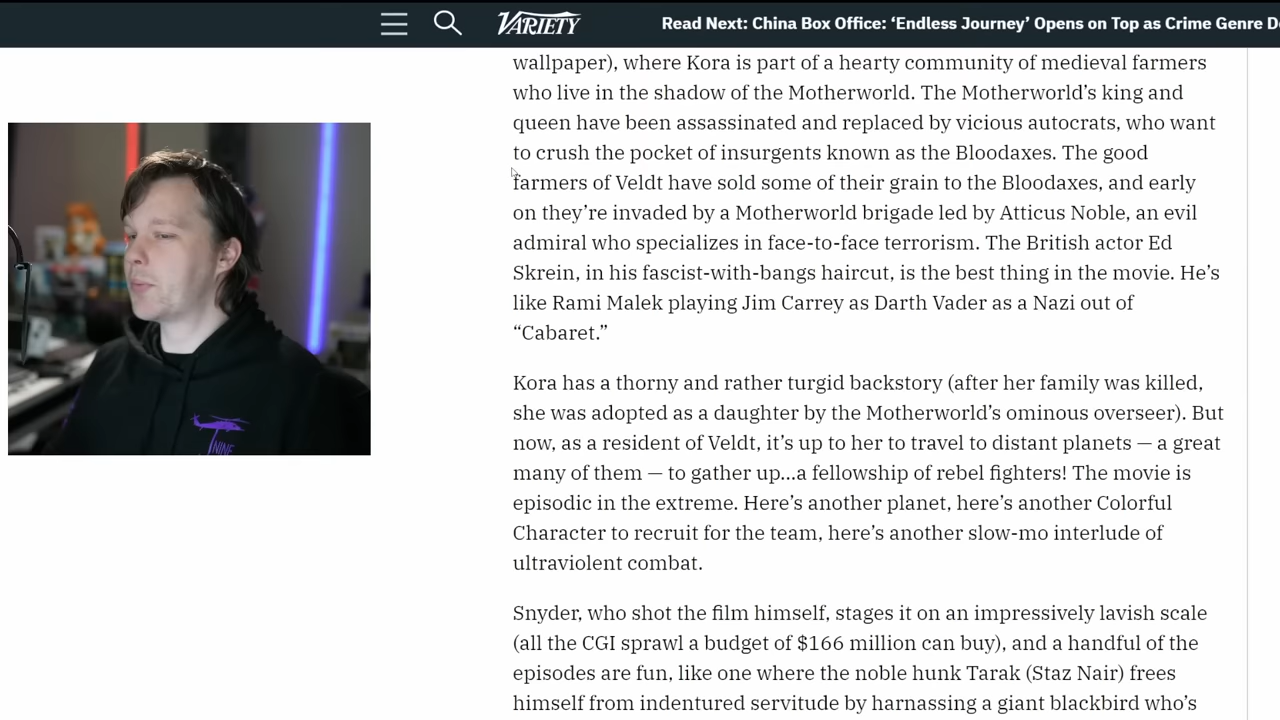 VARIETY
Read Next: China Box Office: ‘Endless Journey’ Opens on Top as Crime Genre
wallpaper), where Kora is part of a hearty community of medieval farmers
who live in the shadow of the Motherworld. The Motherworld’s king and
queen have been assassinated and replaced by vicious autocrats, who want
to crush the pocket of insurgents known as the Bloodaxes. The good
farmers of Veldt have sold some of their grain to the Bloodaxes, and early
on they’re invaded by a Motherworld brigade led by Atticus Noble, an evil
admiral who specializes in face-to-face terrorism. The British actor Ed
Skrein, in his fascist-with-bangs haircut, is the best thing in the movie. He’s
like Rami Malek playing Jim Carrey as Darth Vader as a Nazi out of
“Cabaret.”
Kora has a thorny and rather turgid backstory (after her family was killed,
she was adopted as a daughter by the Motherworld’s ominous overseer). But
now, as a resident of Veldt, it’s up to her to travel to distant planets — a great
many of them — to gather up…a fellowship of rebel fighters! The movie is
episodic in the extreme. Here’s another planet, here’s another Colorful
Character to recruit for the team, here’s another slow-mo interlude of
ultraviolent combat.
Snyder, who shot the film himself, stages it on an impressively lavish scale
(all the CGI sprawl a budget of $166 million can buy), and a handful of the
episodes are fun, like one where the noble hunk Tarak (Staz Nair) frees
himself from indentured servitude by harnassing a giant blackbird who’s
NINE